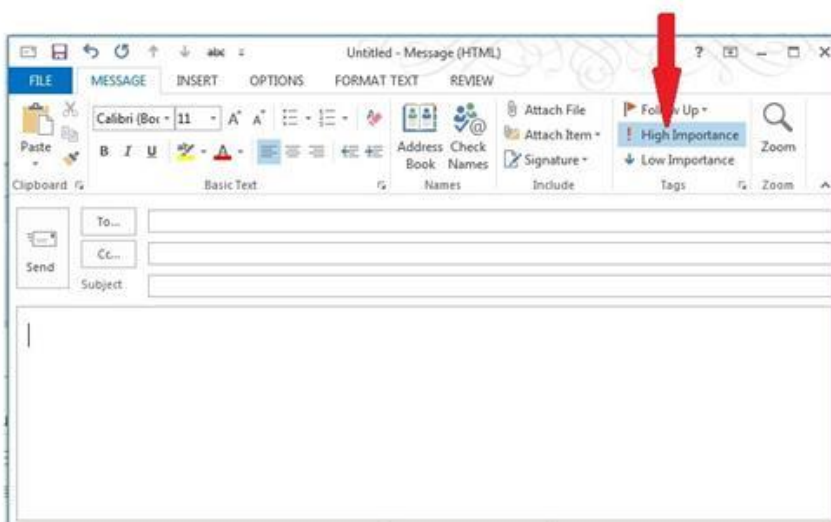 abc Untitled - Message (HTML) ?
FILE MESSAGE INSERT OPTIONS FORMAT TEXT REVIEW
Paste
Calibri (Boc 11 A A
B I U A
Address Book
Check Names
Attach File
Attach Item
Signature
Up
! High Importance
Low Importance
Zoom
Clipboard Basic Text Names Include Tags Zoom
Send
To...
Cc...
Subject